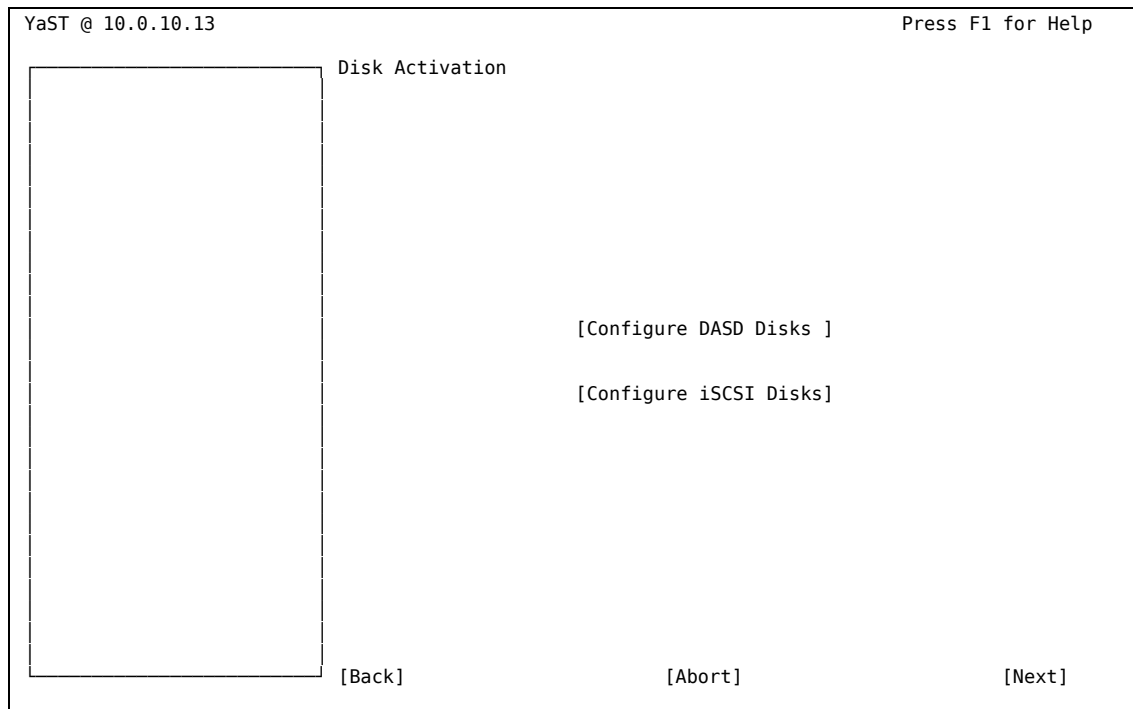 YaST @ 10.0.10.13 Press F1 for Help
Disk Activation
[Configure DASD Disks ]
[Configure iSCSI Disks]
[Back] [Abort] [Next]